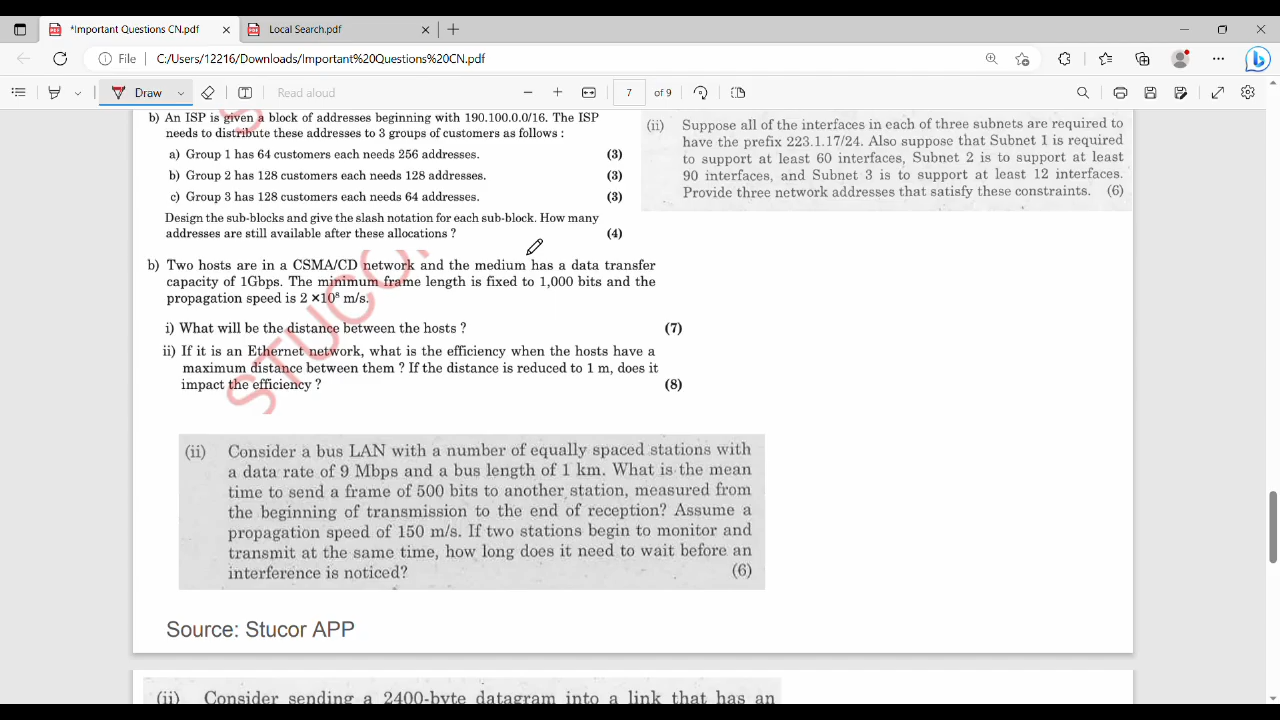 *Important Questions CN.pdf
Local Search.pdf
File
C:/Users/12216/Downloads/Important%20Questions%20CN.pdf
Draw
Read aloud
7
of 9
b) An ISP is given a block of addresses beginning with 190.100.0.0/16. The ISP
needs to distribute these addresses to 3 groups of customers as follows :
a) Group 1 has 64 customers each needs 256 addresses. (3)
b) Group 2 has 128 customers each needs 128 addresses. (3)
c) Group 3 has 128 customers each needs 64 addresses. (3)
Design the sub-blocks and give the slash notation for each sub-block. How many
addresses are still available after these allocations ? (4)
(ii) Suppose all of the interfaces in each of three subnets are required to
have the prefix 223.1.17/24. Also suppose that Subnet 1 is required
to support at least 60 interfaces, Subnet 2 is to support at least
90 interfaces, and Subnet 3 is to support at least 12 interfaces.
Provide three network addresses that satisfy these constraints. (6)
b) Two hosts are in a CSMA/CD network and the medium has a data transfer
capacity of 1Gbps. The minimum frame length is fixed to 1,000 bits and the
propagation speed is 2 ×10⁸ m/s.
i) What will be the distance between the hosts ? (7)
ii) If it is an Ethernet network, what is the efficiency when the hosts have a
maximum distance between them ? If the distance is reduced to 1 m, does it
impact the efficiency ? (8)
STUCOR
(ii) Consider a bus LAN with a number of equally spaced stations with
a data rate of 9 Mbps and a bus length of 1 km. What is the mean
time to send a frame of 500 bits to another station, measured from
the beginning of transmission to the end of reception? Assume a
propagation speed of 150 m/s. If two stations begin to monitor and
transmit at the same time, how long does it need to wait before an
interference is noticed? (6)
Source: Stucor APP
(ii) Consider sending a 2400-byte datagram into a link that has an